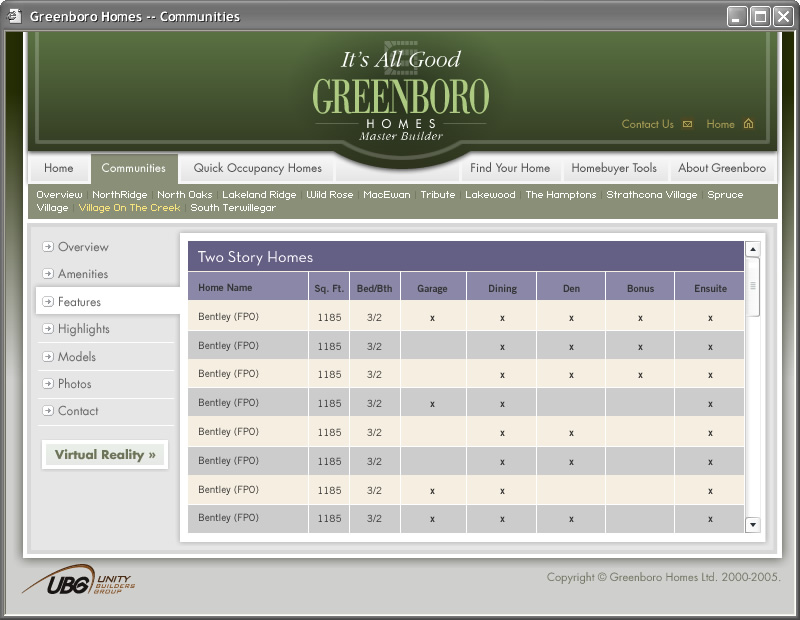 Greenboro Homes -- Communities
It's All Good
GREENBORO
HOMES
Master Builder
Contact Us Home
Home Communities Quick Occupancy Homes Find Your Home Homebuyer Tools About Greenboro
Overview | NorthRidge | North Oaks | Lakeland Ridge | Wild Rose | MacEwan | Tribute | Lakewood | The Hamptons | Strathcona Village | Spruce
Village | Village On The Creek | South Terwillegar
Overview
Amenities
Features
Highlights
Models
Photos
Contact
Virtual Reality »
Two Story Homes
Home Name Sq. Ft. Bed/Bth Garage Dining Den Bonus Ensuite
Bentley (FPO) 1185 3/2 x x x x x
Bentley (FPO) 1185 3/2 x x x x
Bentley (FPO) 1185 3/2 x x x x
Bentley (FPO) 1185 3/2 x x x
Bentley (FPO) 1185 3/2 x x x
Bentley (FPO) 1185 3/2 x x x
Bentley (FPO) 1185 3/2 x x x
Bentley (FPO) 1185 3/2 x x x x
UBG UNITY
BUILDERS
GROUP
Copyright © Greenboro Homes Ltd. 2000-2005.